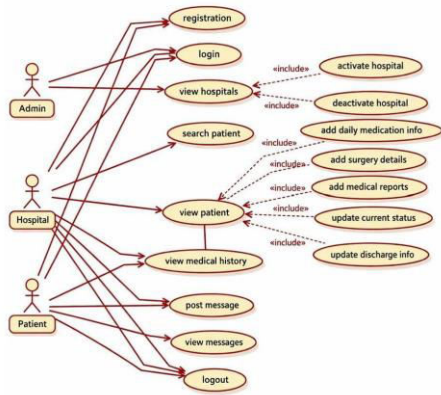 registration
login
activate hospital
«include»
Admin
view hospitals
«include»
deactivate hospital
add daily medication info
search patient
«include»
add surgery details
«include»
add medical reports
«include»
Hospital
view patient
«include»
update current status
«include»
update discharge info
view medical history
Patient
post message
view messages
logout